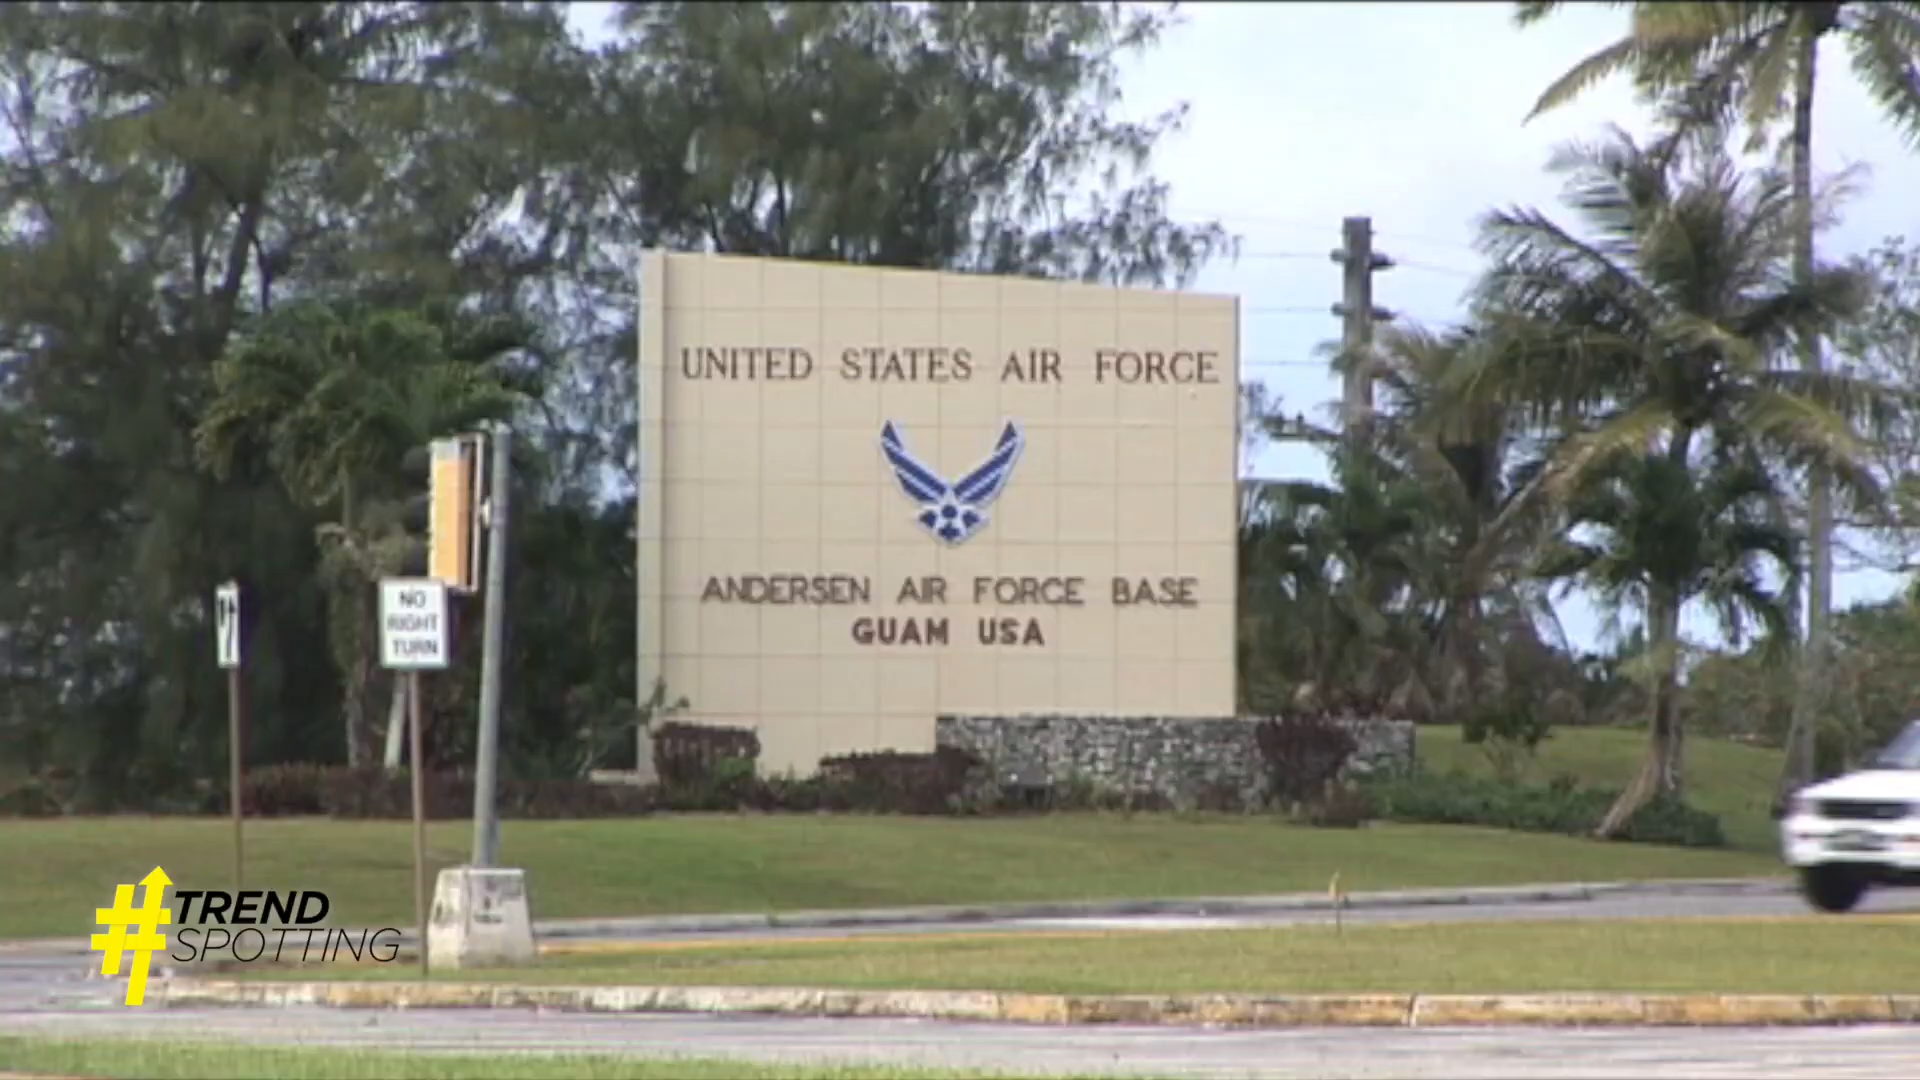 UNITED STATES AIR FORCE
ANDERSEN AIR FORCE BASE
GUAM USA
NO
RIGHT
TURN
#TREND
SPOTTING